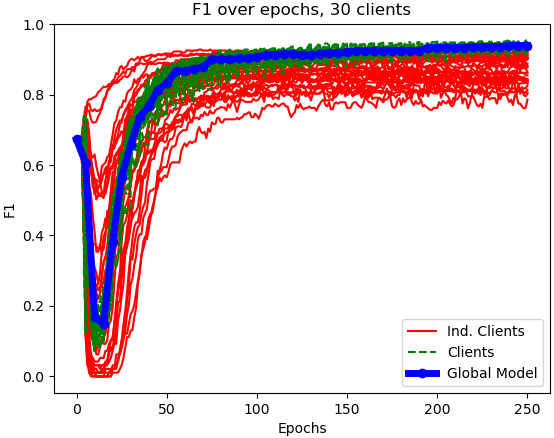 F1 over epochs, 30 clients
1.0
0.8
0.6
0.4
0.2
0.0
F1
0 50 100 150 200 250
Epochs
Ind. Clients
Clients
Global Model